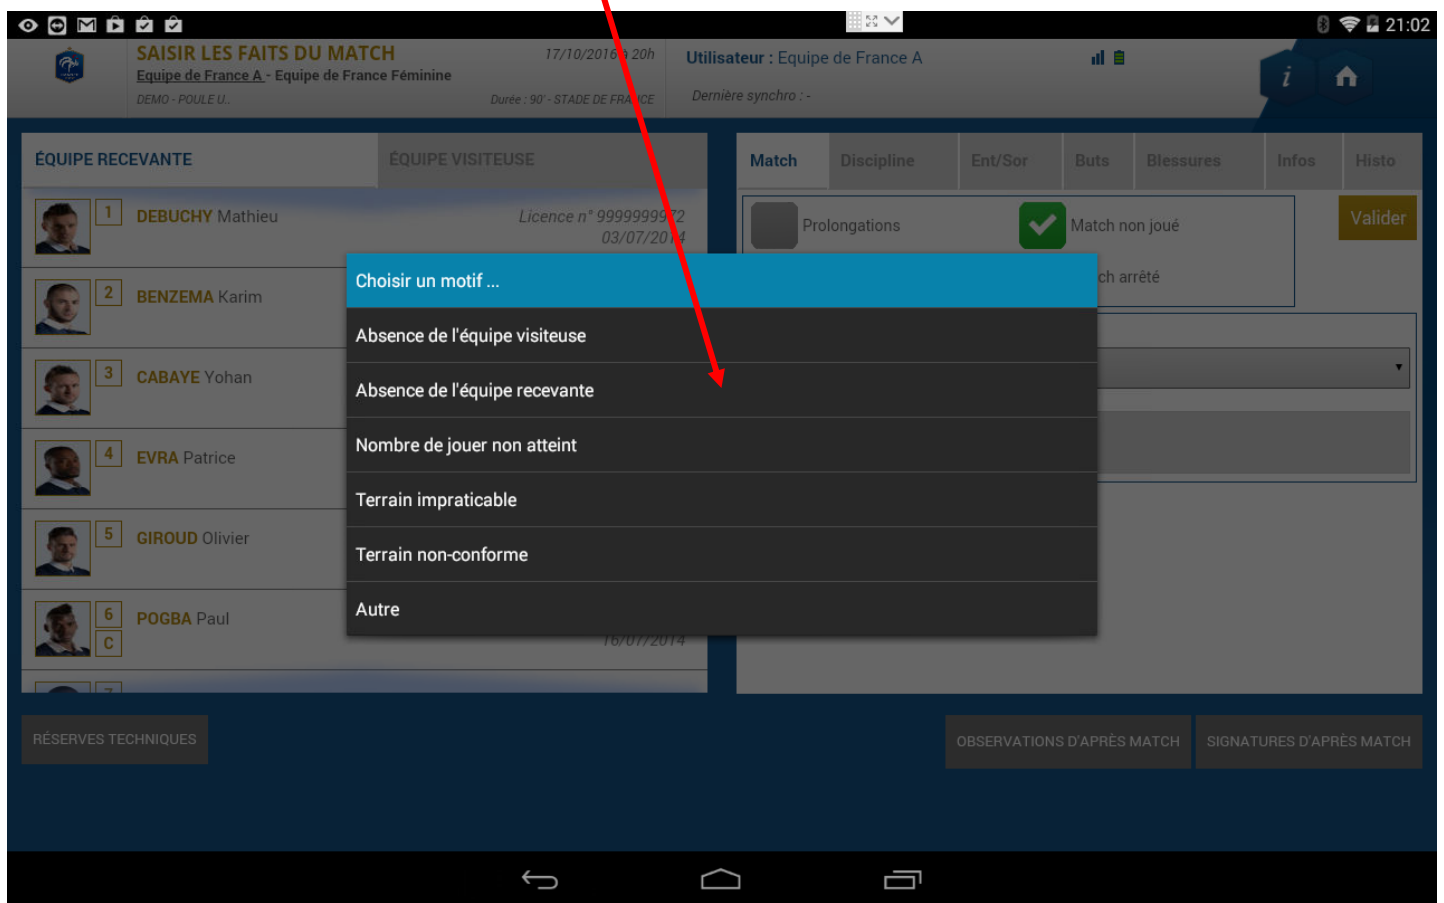 21:02
SAISIR LES FAITS DU MATCH
17/10/2016 à 20h
Equipe de France A - Equipe de France Féminine
DEMO - POULE U..
Durée : 90' - STADE DE FRANCE
Utilisateur : Equipe de France A
Dernière synchro : -
ÉQUIPE RECEVANTE
ÉQUIPE VISITEUSE
Match
Discipline
Ent/Sor
Buts
Blessures
Infos
Histo
1 DEBUCHY Mathieu
Licence n° 9999999972
03/07/2014
Prolongations
Match non joué
Valider
ch arrêté
2 BENZEMA Karim
3 CABAYE Yohan
4 EVRA Patrice
5 GIROUD Olivier
6 POGBA Paul
C
16/07/2014
7
Choisir un motif ...
Absence de l'équipe visiteuse
Absence de l'équipe recevante
Nombre de jouer non atteint
Terrain impraticable
Terrain non-conforme
Autre
RÉSERVES TECHNIQUES
OBSERVATIONS D'APRÈS MATCH
SIGNATURES D'APRÈS MATCH